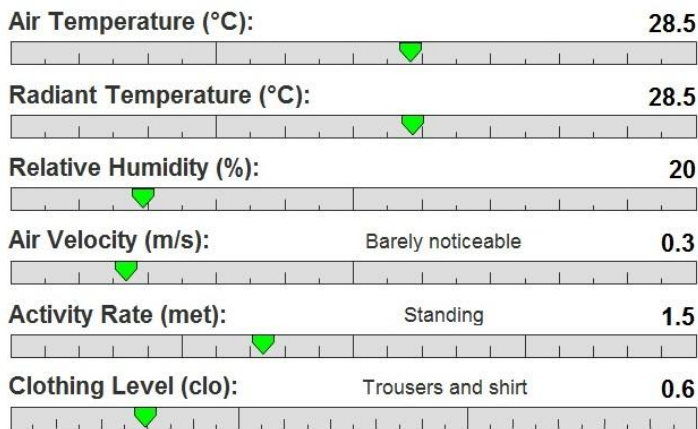 Air Temperature (°C): 28.5
Radiant Temperature (°C): 28.5
Relative Humidity (%): 20
Air Velocity (m/s): Barely noticeable 0.3
Activity Rate (met): Standing 1.5
Clothing Level (clo): Trousers and shirt 0.6